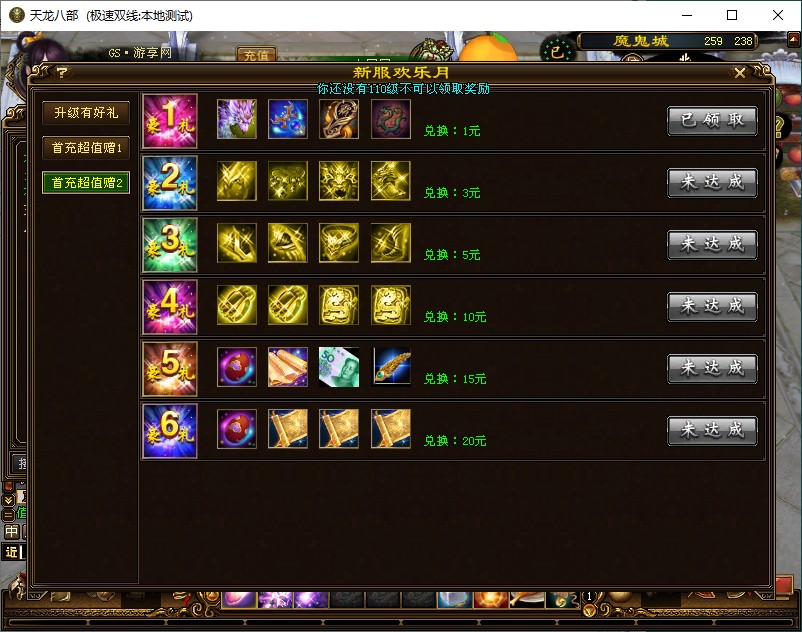 天龙八部 (极速双线:本地测试)
GS·游享网
充值
魔鬼城
259 238
?
新服欢乐月
你还没有110级不可以领取奖励
升级有好礼
首充超值赠1
首充超值赠2
豪1礼
兑换：1元
已领取
豪2礼
兑换：3元
未达成
豪3礼
兑换：5元
未达成
豪4礼
兑换：10元
未达成
豪5礼
50
兑换：15元
未达成
豪6礼
兑换：20元
未达成
值
中
近
1